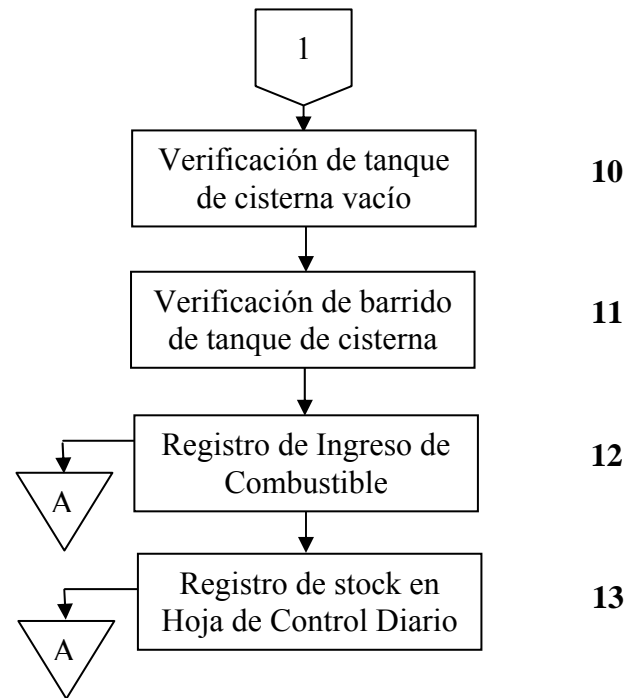 1
Verificación de tanque
de cisterna vacío
10
Verificación de barrido
de tanque de cisterna
11
Registro de Ingreso de
Combustible
12
A
Registro de stock en
Hoja de Control Diario
13
A